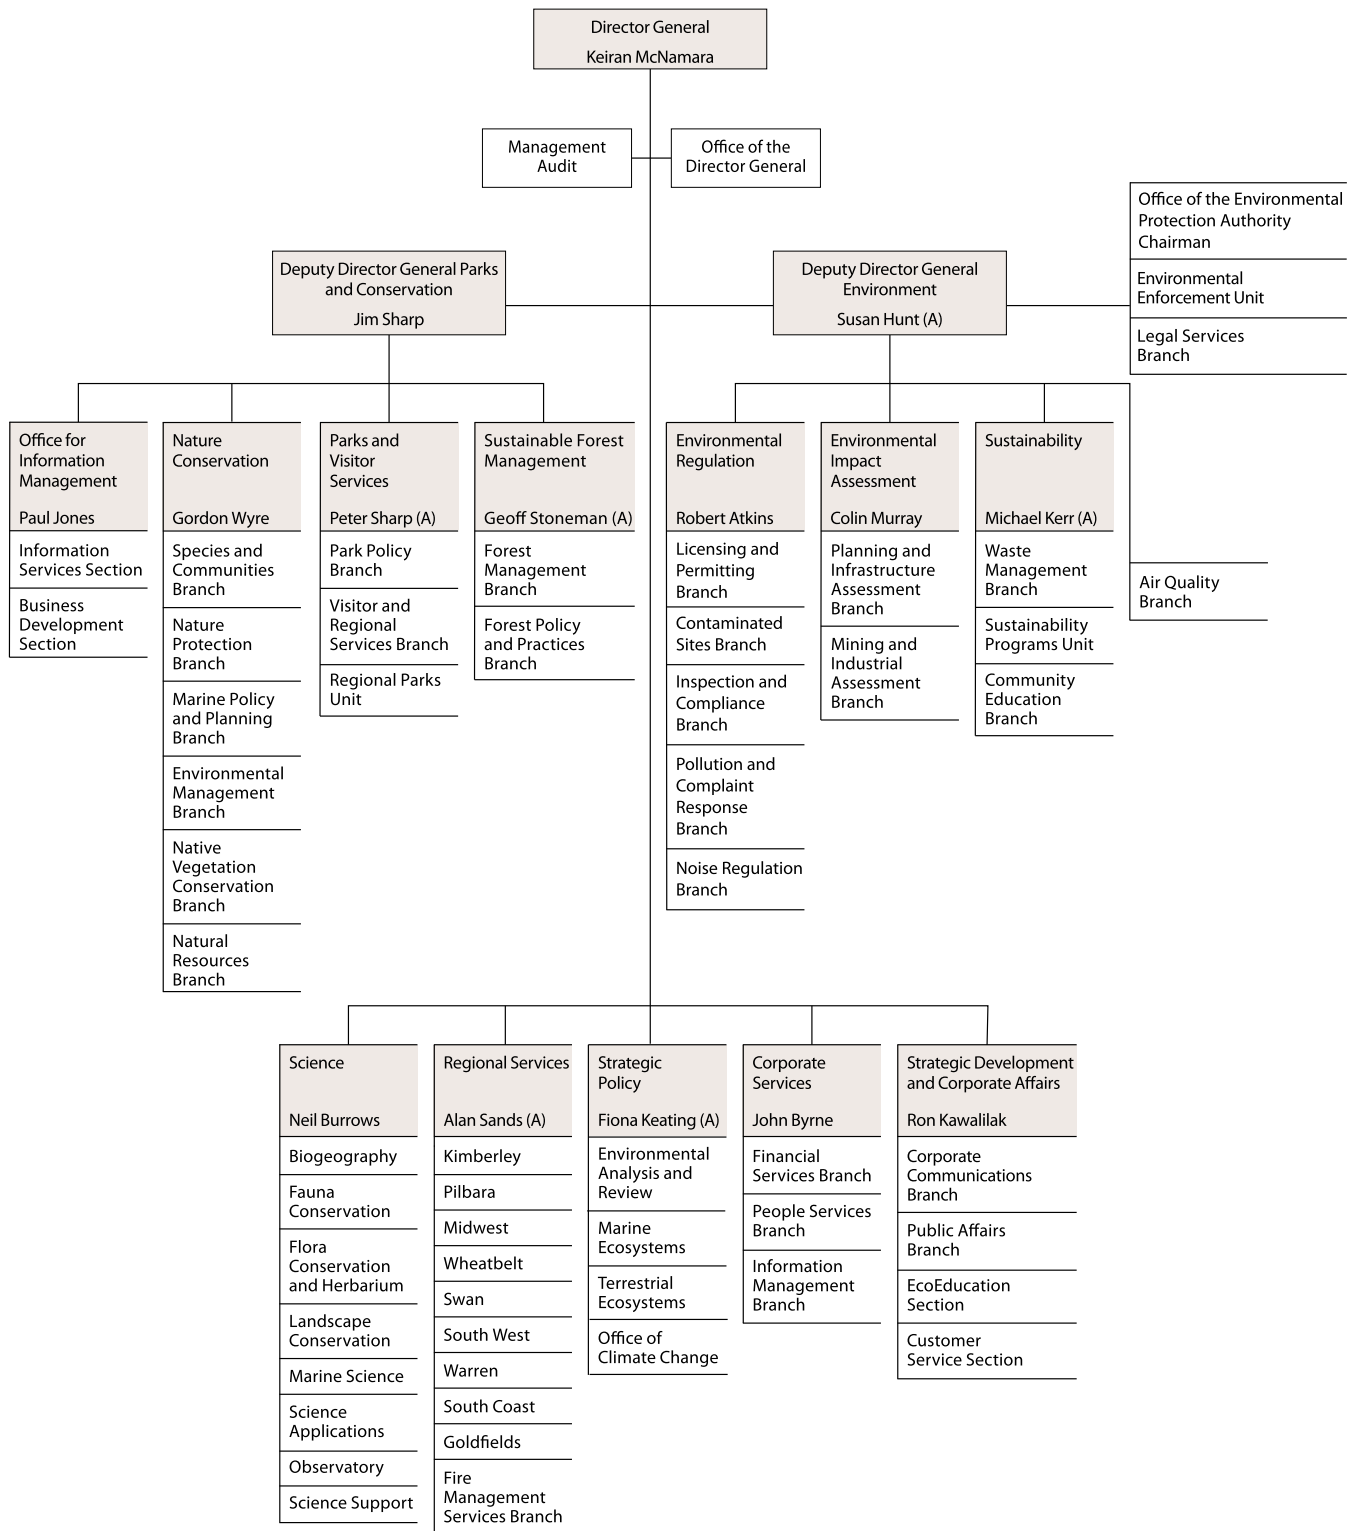 Director General
Keiran McNamara
Management
Audit
Office of the
Director General
Office of the Environmental
Protection Authority
Chairman
Environmental
Enforcement Unit
Legal Services
Branch
Deputy Director General Parks
and Conservation
Jim Sharp
Deputy Director General
Environment
Susan Hunt (A)
Office for
Information
Management
Paul Jones
Information
Services Section
Business
Development
Section
Nature
Conservation
Gordon Wyre
Species and
Communities
Branch
Nature
Protection
Branch
Marine Policy
and Planning
Branch
Environmental
Management
Branch
Native
Vegetation
Conservation
Branch
Natural
Resources
Branch
Parks and
Visitor
Services
Peter Sharp (A)
Park Policy
Branch
Visitor and
Regional
Services Branch
Regional Parks
Unit
Sustainable Forest
Management
Geoff Stoneman (A)
Forest
Management
Branch
Forest Policy
and Practices
Branch
Environmental
Regulation
Robert Atkins
Licensing and
Permitting
Branch
Contaminated
Sites Branch
Inspection and
Compliance
Branch
Pollution and
Complaint
Response
Branch
Noise Regulation
Branch
Environmental
Impact
Assessment
Colin Murray
Planning and
Infrastructure
Assessment
Branch
Mining and
Industrial
Assessment
Branch
Sustainability
Michael Kerr (A)
Waste
Management
Branch
Sustainability
Programs Unit
Community
Education
Branch
Air Quality
Branch
Science
Neil Burrows
Biogeography
Fauna
Conservation
Flora
Conservation
and Herbarium
Landscape
Conservation
Marine Science
Science
Applications
Observatory
Science Support
Regional Services
Alan Sands (A)
Kimberley
Pilbara
Midwest
Wheatbelt
Swan
South West
Warren
South Coast
Goldfields
Fire
Management
Services Branch
Strategic
Policy
Fiona Keating (A)
Environmental
Analysis and
Review
Marine
Ecosystems
Terrestrial
Ecosystems
Office of
Climate Change
Corporate
Services
John Byrne
Financial
Services Branch
People Services
Branch
Information
Management
Branch
Strategic Development
and Corporate Affairs
Ron Kawalilak
Corporate
Communications
Branch
Public Affairs
Branch
EcoEducation
Section
Customer
Service Section